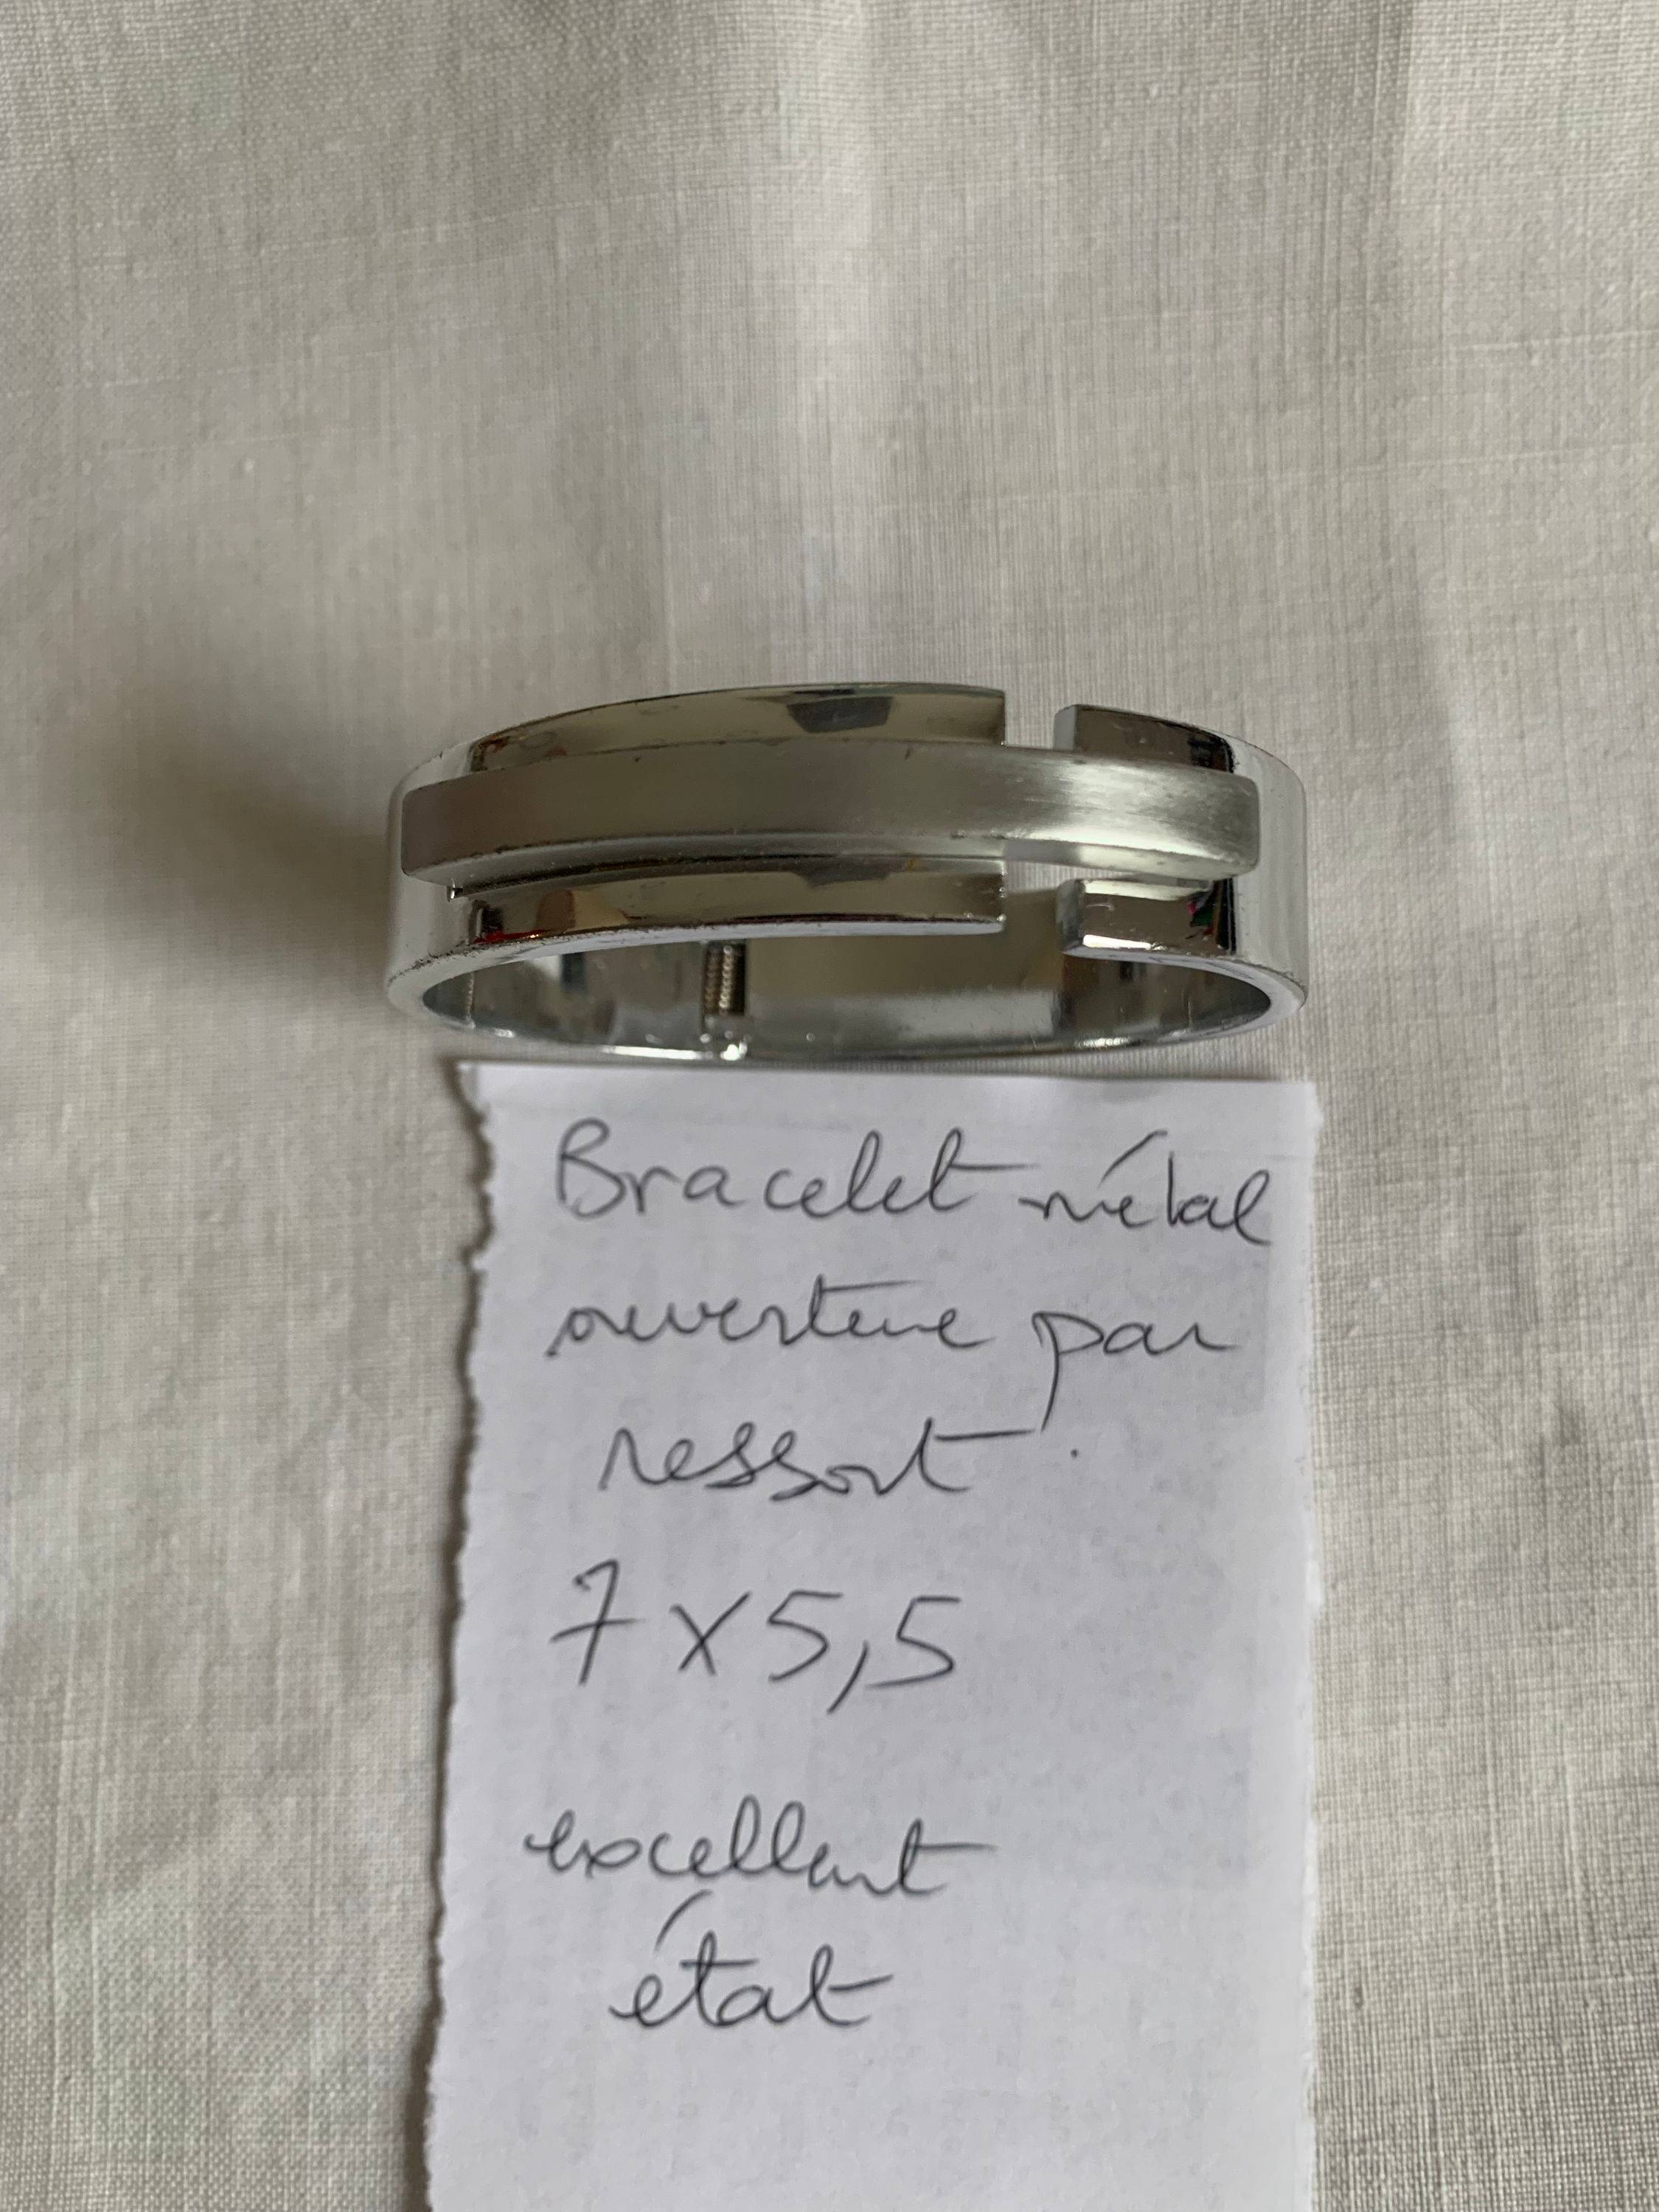 Bracelet métal
ouverture par
ressort.
7 x 5,5
excellent
état